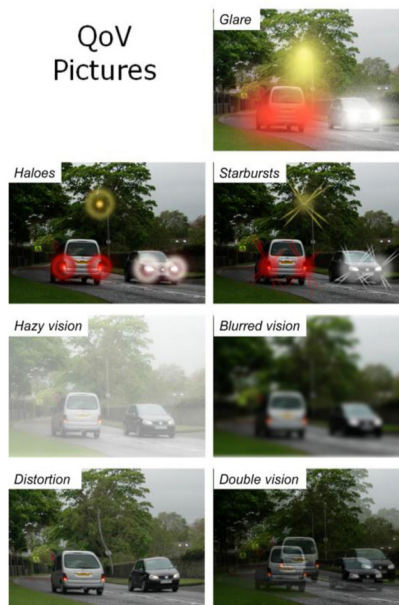 QoV
Pictures
Glare
Haloes
Starbursts
Hazy vision
Blurred vision
Distortion
Double vision